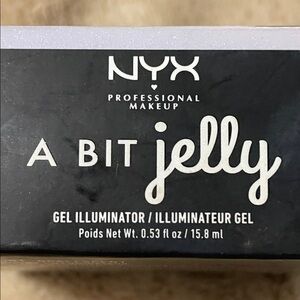 NYX
PROFESSIONAL
MAKEUP
A BIT jelly
GEL ILLUMINATOR / ILLUMINATEUR GEL
Poids Net Wt. 0.53 fl oz / 15.8 ml